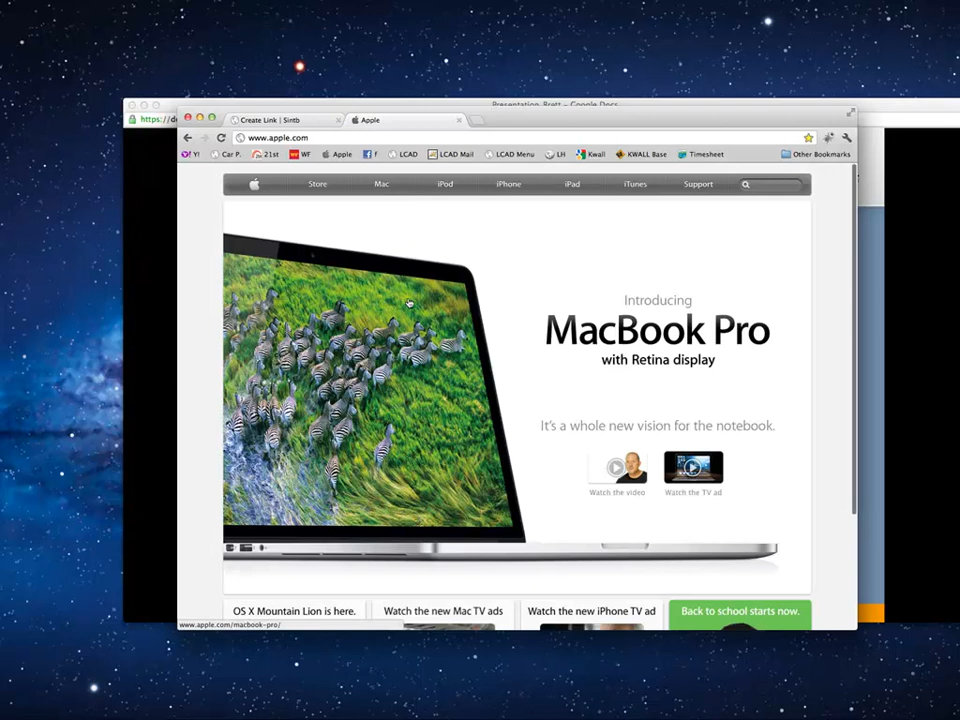 Presentation_Brett – Google Docs
https://do
Create Link | Sintb
Apple
www.apple.com
Y! Car P. 21st WF Apple f LCAD LCAD Mail LCAD Menu LH Kwall KWALL Base Timesheet Other Bookmarks
Store Mac iPod iPhone iPad iTunes Support
Introducing
MacBook Pro
with Retina display
It's a whole new vision for the notebook.
Watch the video Watch the TV ad
OS X Mountain Lion is here. Watch the new Mac TV ads Watch the new iPhone TV ad Back to school starts now.
www.apple.com/macbook-pro/